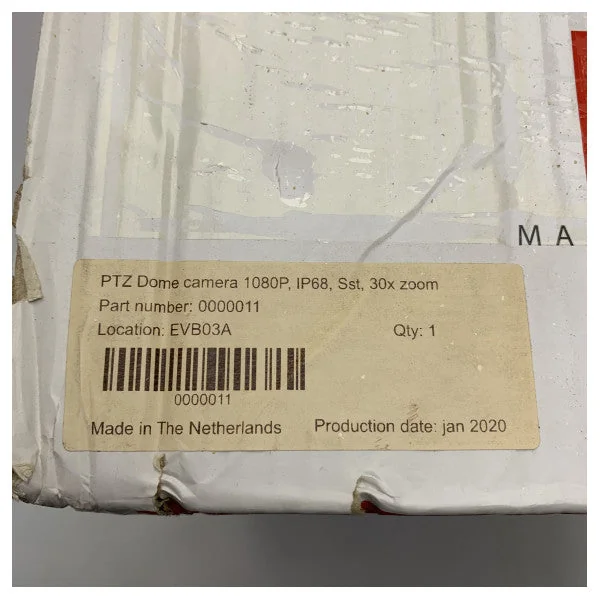 MA
PTZ Dome camera 1080P, IP68, Sst, 30x zoom
Part number: 0000011
Location: EVB03A Qty: 1
0000011
Made in The Netherlands Production date: jan 2020